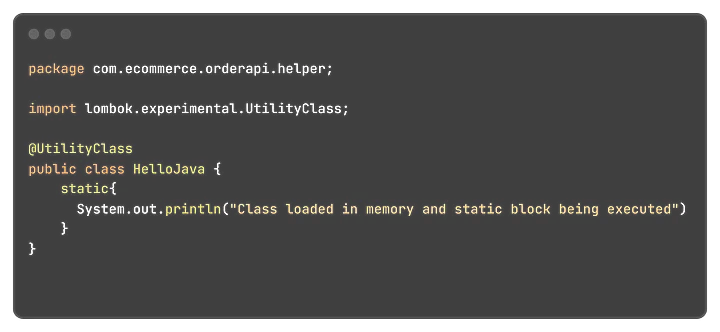 package com.ecommerce.orderapi.helper;
import lombok.experimental.UtilityClass;
@UtilityClass
public class HelloJava {
static{
System.out.println("Class loaded in memory and static block being executed")
}
}